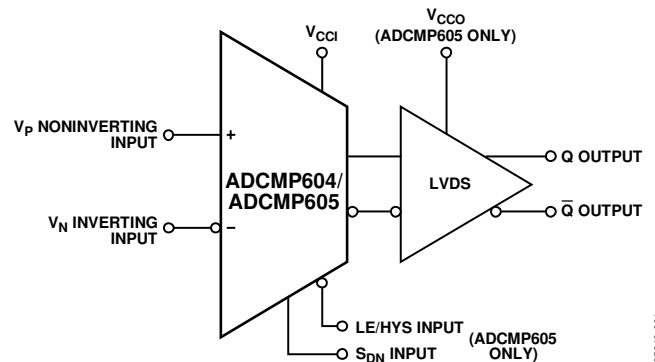 VCCI
VCCO
(ADCMP605 ONLY)
VP NONINVERTING
INPUT
+
ADCMP604/
ADCMP605
LVDS
Q OUTPUT
VN INVERTING
INPUT
−
Q̅ OUTPUT
LE/HYS INPUT
(ADCMP605
ONLY)
SDN INPUT